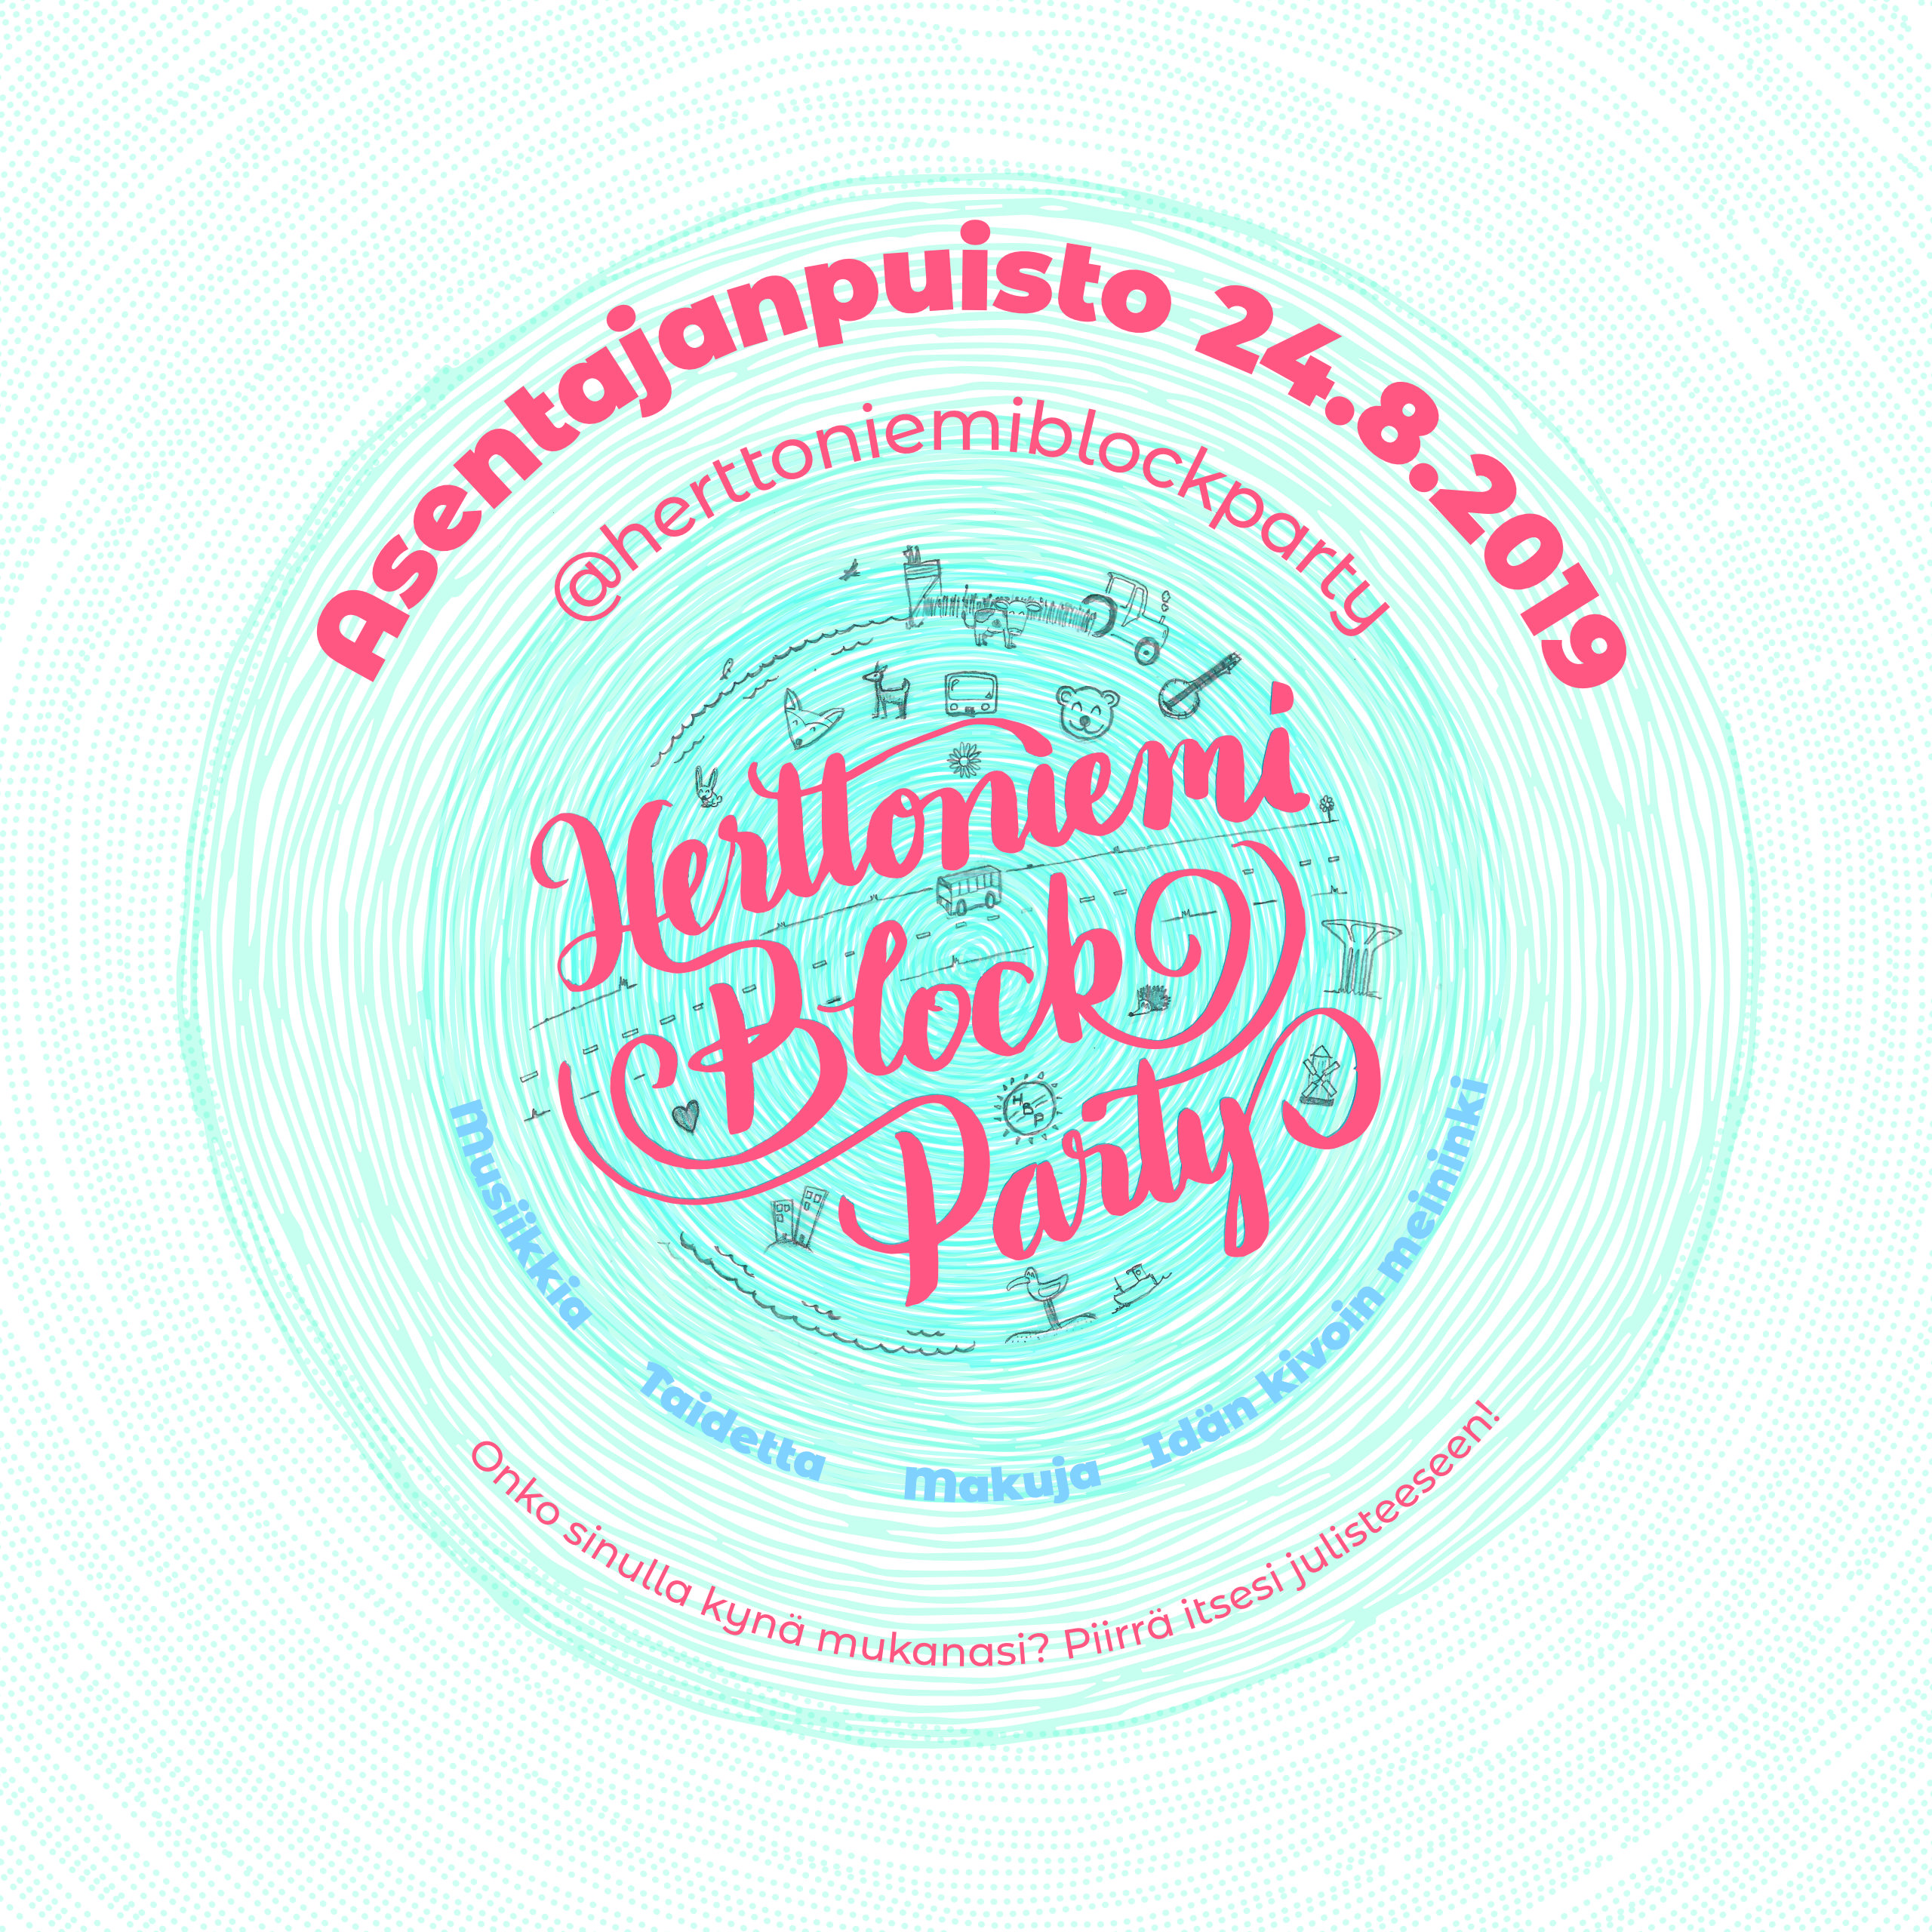 Asentajanpuisto 24.8.2019
@herttoniemiblockparty
Herttoniemi
Block
Party
HBP
Musiikkia
Taidetta
Makuja
Idän kivoin meininki
Onko sinulla kynä mukanasi? Piirrä itsesi julisteeseen!